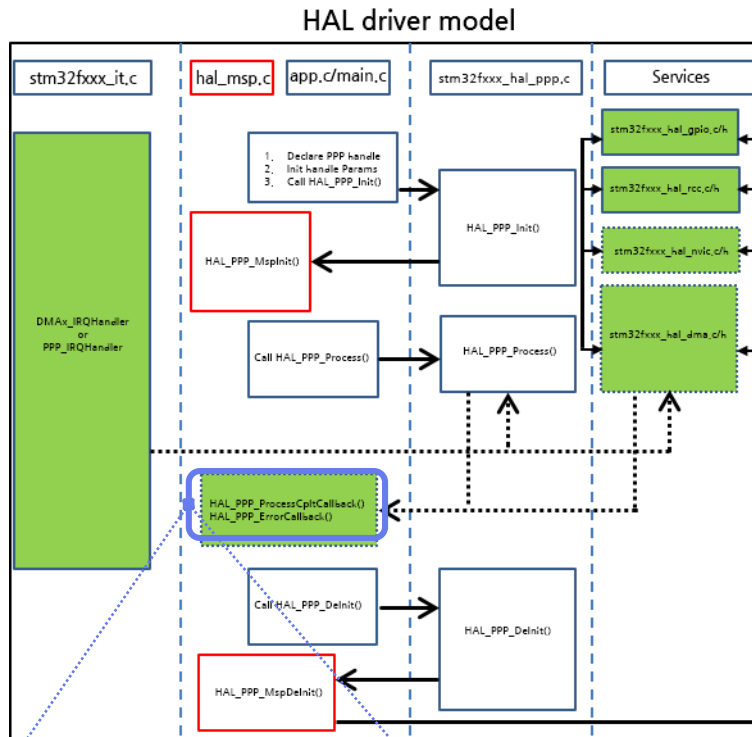 HAL driver model
stm32fxxx_it.c
hal_msp.c
app.c/main.c
stm32fxxx_hal_ppp.c
Services
1. Declare PPP handle
2. Init handle Params
3. Call HAL_PPP_Init()
HAL_PPP_Init()
HAL_PPP_MspInit()
stm32fxxx_hal_gpio.c/h
stm32fxxx_hal_rcc.c/h
stm32fxxx_hal_nvic.c/h
stm32fxxx_hal_dma.c/h
DMAx_IRQHandler
or
PPP_IRQHandler
Call HAL_PPP_Process()
HAL_PPP_Process()
HAL_PPP_ProcessCpltCallback()
HAL_PPP_ErrorCallback()
Call HAL_PPP_DeInit()
HAL_PPP_DeInit()
HAL_PPP_MspDeInit()